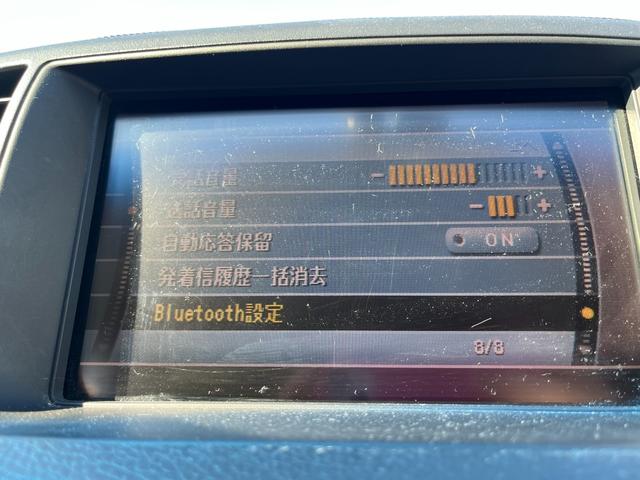 受話音量 - +
送話音量 - +
自動応答保留 ON
発着信履歴一括消去
Bluetooth設定
8/8